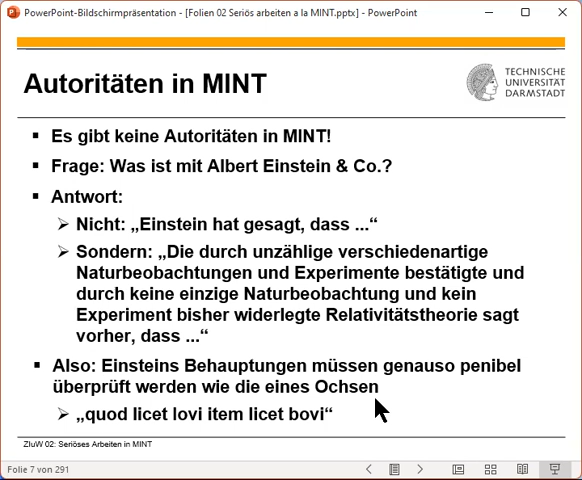 PowerPoint-Bildschirmpräsentation - [Folien 02 Seriös arbeiten a la MINT.pptx] - PowerPoint
Autoritäten in MINT
TECHNISCHE
UNIVERSITÄT
DARMSTADT
▪ Es gibt keine Autoritäten in MINT!
▪ Frage: Was ist mit Albert Einstein & Co.?
▪ Antwort:
➢ Nicht: „Einstein hat gesagt, dass ...“
➢ Sondern: „Die durch unzählige verschiedenartige
Naturbeobachtungen und Experimente bestätigte und
durch keine einzige Naturbeobachtung und kein
Experiment bisher widerlegte Relativitätstheorie sagt
vorher, dass ...“
▪ Also: Einsteins Behauptungen müssen genauso penibel
überprüft werden wie die eines Ochsen
➢ „quod licet Iovi item licet bovi“
ZIuW 02: Seriöses Arbeiten in MINT
Folie 7 von 291